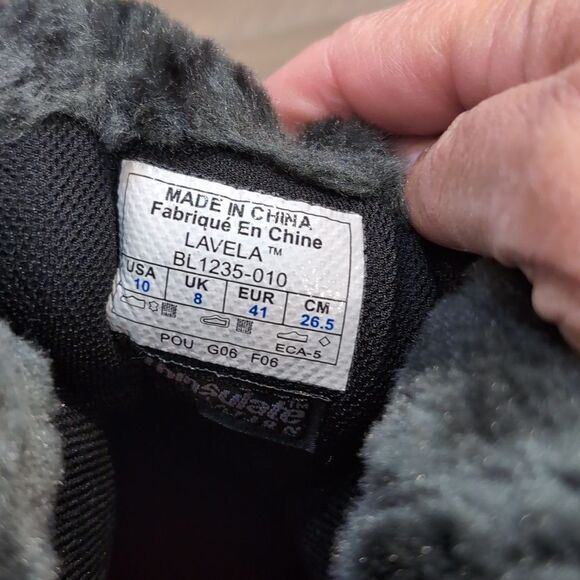 MADE IN CHINA
Fabriqué En Chine
LAVELA™
BL1235-010
USA UK EUR CM
10 8 41 26.5
POU G06 F06 ECA-5
Thinsulate